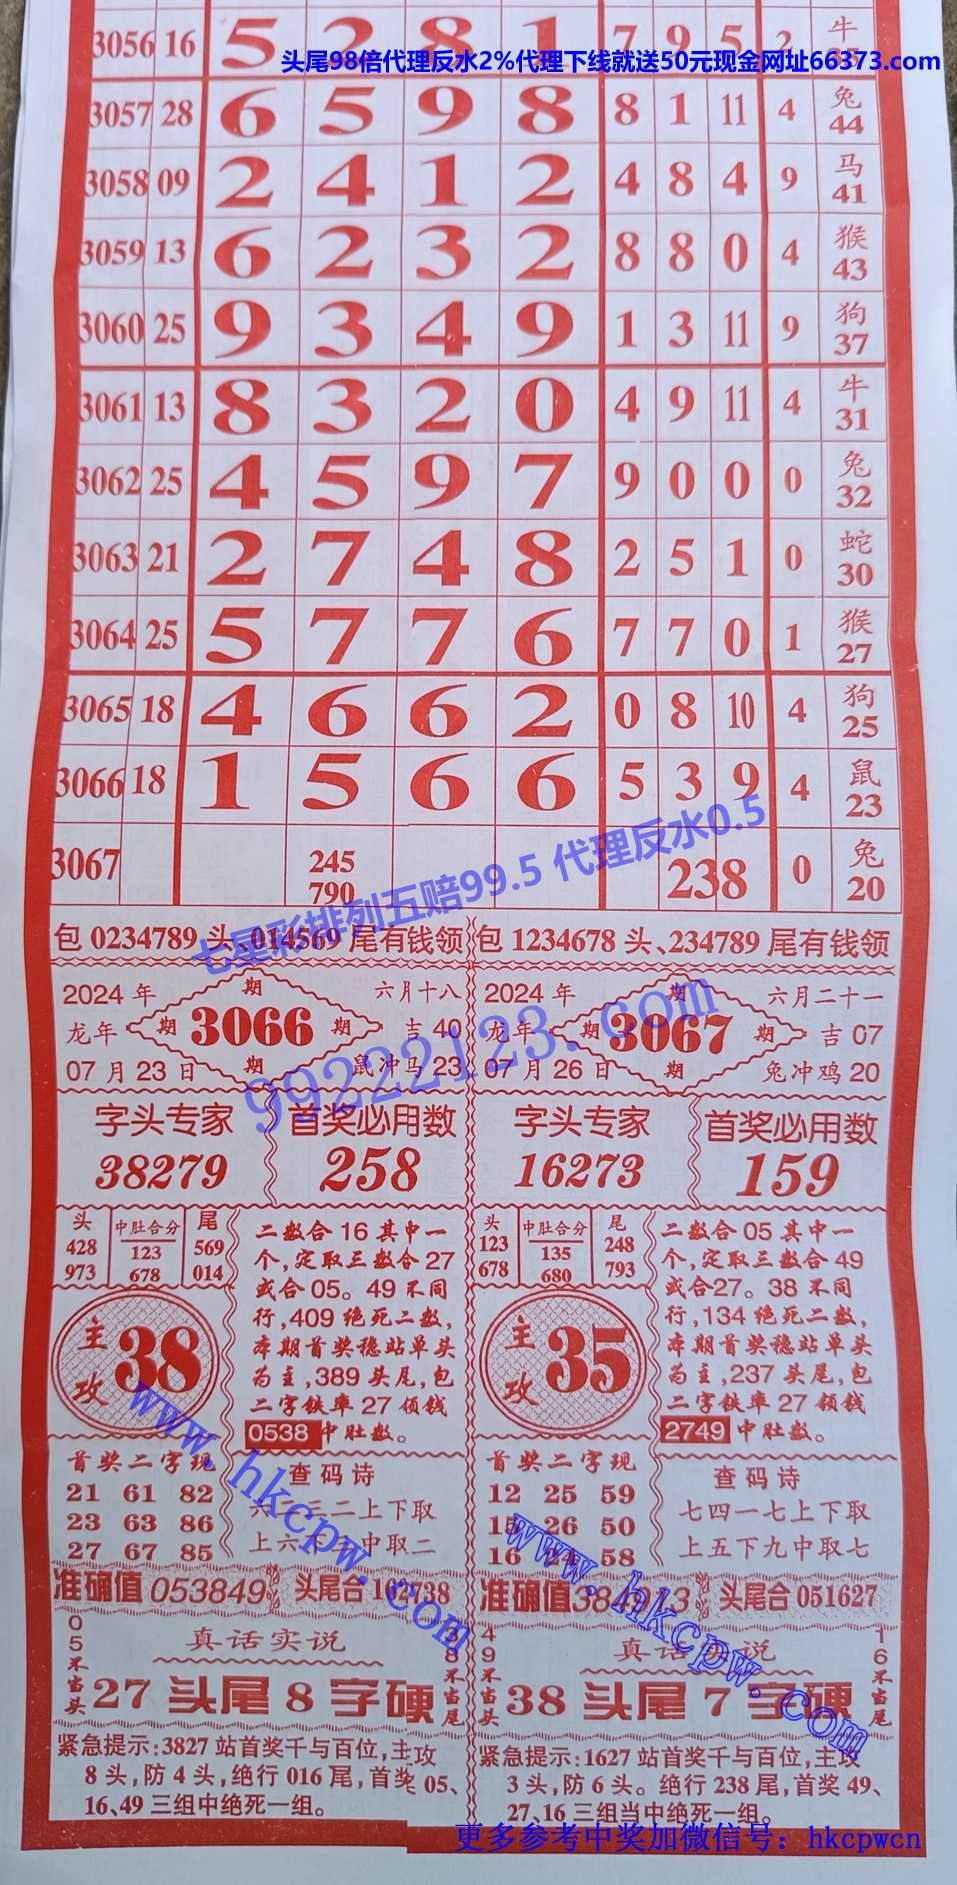 3056 16 5 2 8 1 7 9 5 2 牛
头尾98倍代理反水2%代理下线就送50元现金网址66373.com
3057 28 6 5 9 8 8 1 11 4 兔 44
3058 09 2 4 1 2 4 8 4 9 马 41
3059 13 6 2 3 2 8 8 0 4 猴 43
3060 25 9 3 4 9 1 3 11 9 狗 37
3061 13 8 3 2 0 4 9 11 4 牛 31
3062 25 4 5 9 7 9 0 0 0 兔 32
3063 21 2 7 4 8 2 5 1 0 蛇 30
3064 25 5 7 7 6 7 7 0 1 猴 27
3065 18 4 6 6 2 0 8 10 4 狗 25
3066 18 1 5 6 6 5 3 9 4 鼠 23
3067 245 790 238 0 兔 20
七星彩排列五赔99.5 代理反水0.5
包 0234789 头、014569 尾有钱领
包 1234678 头、234789 尾有钱领
2024 年 期 六月十八
龙年 期 3066 期 吉 40
07 月 23 日 期 鼠冲马 23
2024 年 期 六月二十一
龙年 期 3067 期 吉 07
07 月 26 日 期 兔冲鸡 20
99222123.com
字头专家 首奖必用数
38279 258
字头专家 首奖必用数
16273 159
头 中肚合分 尾
428 123 569
973 678 014
主攻 38
二数合 16 其中一
个,定取三数合 27
或合 05。49 不同
行,409 绝死二数,
本期首奖稳站单头
为主,389 头尾,包
二字铁率 27 领钱
0538 中肚数。
头 中肚合分 尾
123 135 248
678 680 793
主攻 35
二数合 05 其中一
个,定取三数合 49
或合27。38 不同
行,134 绝死二数,
本期首奖稳站单头
为主,237 头尾,包
二字铁率 27 领钱
2749 中肚数。
首奖二字现
21 61 82
23 63 86
27 67 85
查码诗
六二三二上下取
上六下三中取二
首奖二字现
12 25 59
15 26 50
16 24 58
查码诗
七四一七上下取
上五下九中取七
www.hkcpw.com
www.hkcpw.com
准确值053849 头尾合 162738
准确值384913 头尾合 051627
05不当头
真话实说
38不当尾
27 头尾 8 字硬
49不当头
真话实说
16不当尾
38 头尾 7 字硬
紧急提示:3827 站首奖千与百位,主攻
8 头,防 4 头,绝行 016 尾,首奖 05、
16、49 三组中绝死一组。
紧急提示:1627 站首奖千与百位,主攻
3 头,防 6 头。绝行 238 尾,首奖 49、
27、16 三组当中绝死一组。
更多参考中奖加微信号：hkcpwcn